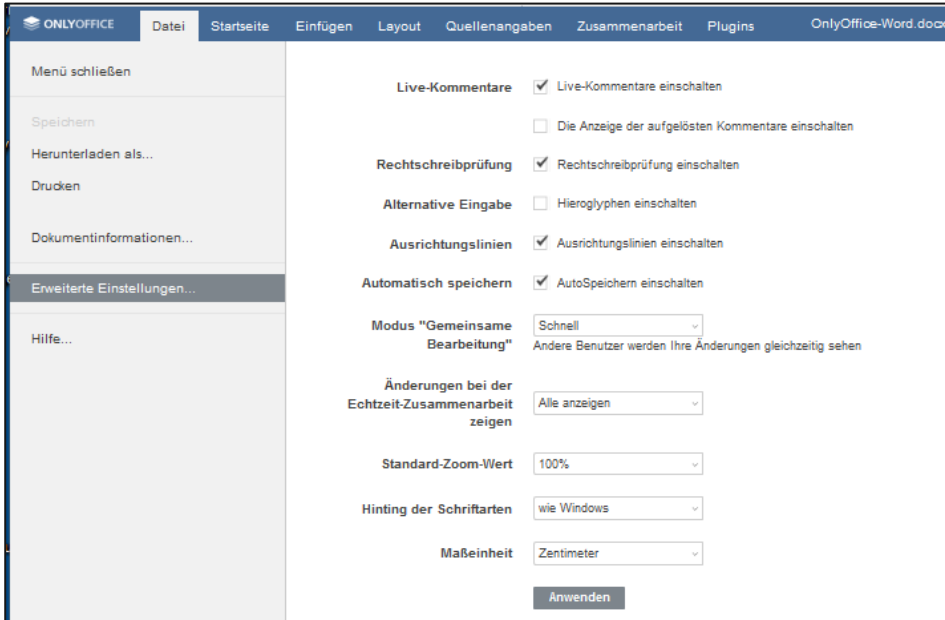 ONLYOFFICE Datei Startseite Einfügen Layout Quellenangaben Zusammenarbeit Plugins OnlyOffice-Word.docx
Menü schließen
Speichern
Herunterladen als...
Drucken
Dokumentinformationen...
Erweiterte Einstellungen...
Hilfe...
Live-Kommentare Live-Kommentare einschalten
Die Anzeige der aufgelösten Kommentare einschalten
Rechtschreibprüfung Rechtschreibprüfung einschalten
Alternative Eingabe Hieroglyphen einschalten
Ausrichtungslinien Ausrichtungslinien einschalten
Automatisch speichern AutoSpeichern einschalten
Modus "Gemeinsame
Bearbeitung"
Schnell
Andere Benutzer werden Ihre Änderungen gleichzeitig sehen
Änderungen bei der
Echtzeit-Zusammenarbeit
zeigen
Alle anzeigen
Standard-Zoom-Wert 100%
Hinting der Schriftarten wie Windows
Maßeinheit Zentimeter
Anwenden